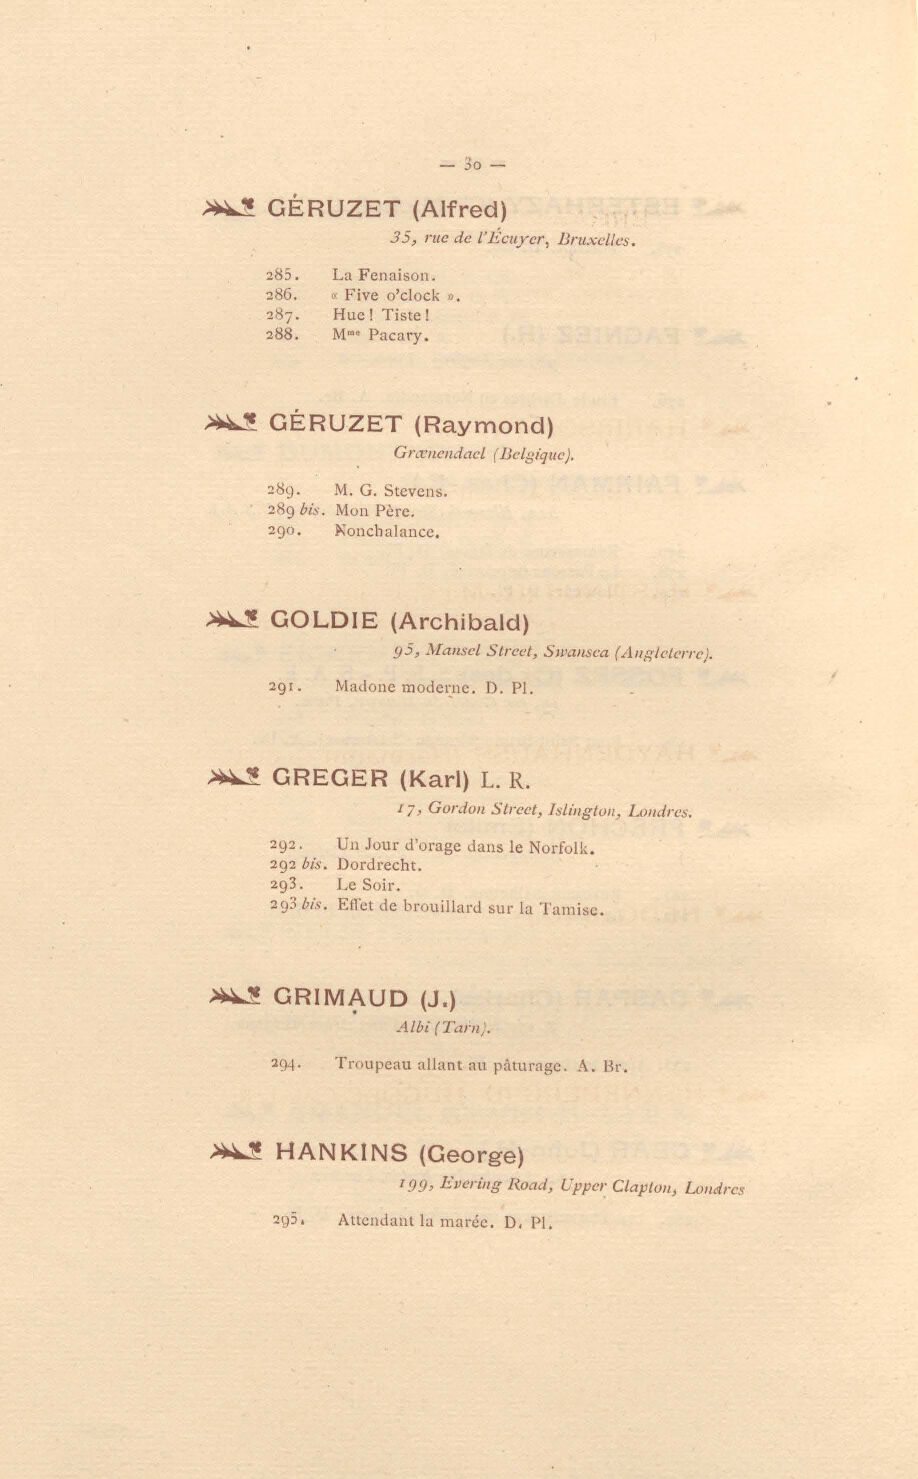 — 30 —
GÉRUZET (Alfred)
35, rue de l'Écuyer, Bruxelles.
285. La Fenaison.
286. « Five o'clock ».
287. Hue ! Tiste !
288. Mme Pacary.
GÉRUZET (Raymond)
Grœnendael (Belgique).
289. M. G. Stevens.
289 bis. Mon Père.
290. Nonchalance.
GOLDIE (Archibald)
95, Mansel Street, Swansea (Angleterre).
291. Madone moderne. D. Pl.
GREGER (Karl) L. R.
17, Gordon Street, Islington, Londres.
292. Un Jour d'orage dans le Norfolk.
292 bis. Dordrecht.
293. Le Soir.
293 bis. Effet de brouillard sur la Tamise.
GRIMAUD (J.)
Albi (Tarn).
294. Troupeau allant au pâturage. A. Br.
HANKINS (George)
199, Evering Road, Upper Clapton, Londres
295. Attendant la marée. D. Pl.